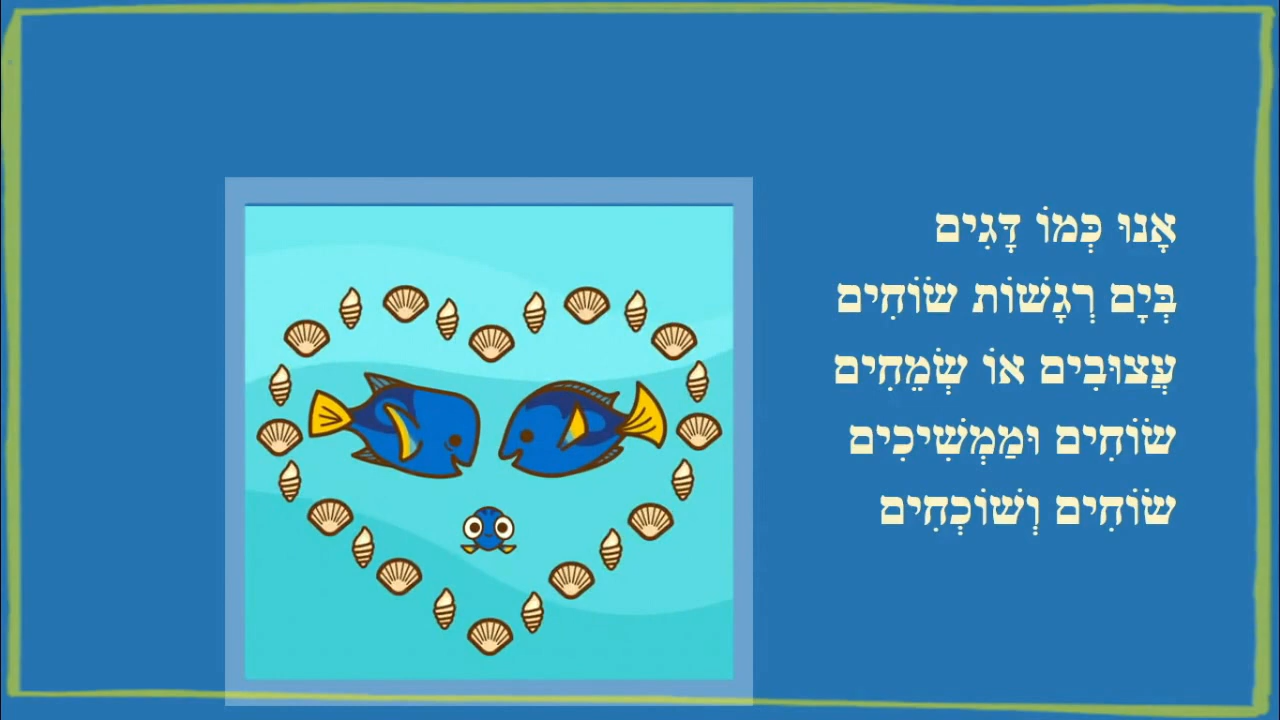 אָנוּ כְּמוֹ דָּגִים
בְּיָם רְגָשׁוֹת שׂוֹחִים
עֲצוּבִים אוֹ שְׂמֵחִים
שׂוֹחִים וּמַמְשִׁיכִים
שׂוֹחִים וְשׁוֹכְחִים